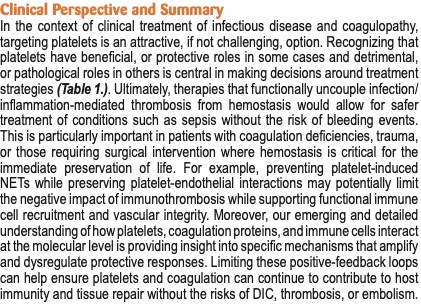 Clinical Perspective and Summary
In the context of clinical treatment of infectious disease and coagulopathy,
targeting platelets is an attractive, if not challenging, option. Recognizing that
platelets have beneficial, or protective roles in some cases and detrimental,
or pathological roles in others is central in making decisions around treatment
strategies (Table 1.). Ultimately, therapies that functionally uncouple infection/
inflammation-mediated thrombosis from hemostasis would allow for safer
treatment of conditions such as sepsis without the risk of bleeding events.
This is particularly important in patients with coagulation deficiencies, trauma,
or those requiring surgical intervention where hemostasis is critical for the
immediate preservation of life. For example, preventing platelet-induced
NETs while preserving platelet-endothelial interactions may potentially limit
the negative impact of immunothrombosis while supporting functional immune
cell recruitment and vascular integrity. Moreover, our emerging and detailed
understanding of how platelets, coagulation proteins, and immune cells interact
at the molecular level is providing insight into specific mechanisms that amplify
and dysregulate protective responses. Limiting these positive-feedback loops
can help ensure platelets and coagulation can continue to contribute to host
immunity and tissue repair without the risks of DIC, thrombosis, or embolism.